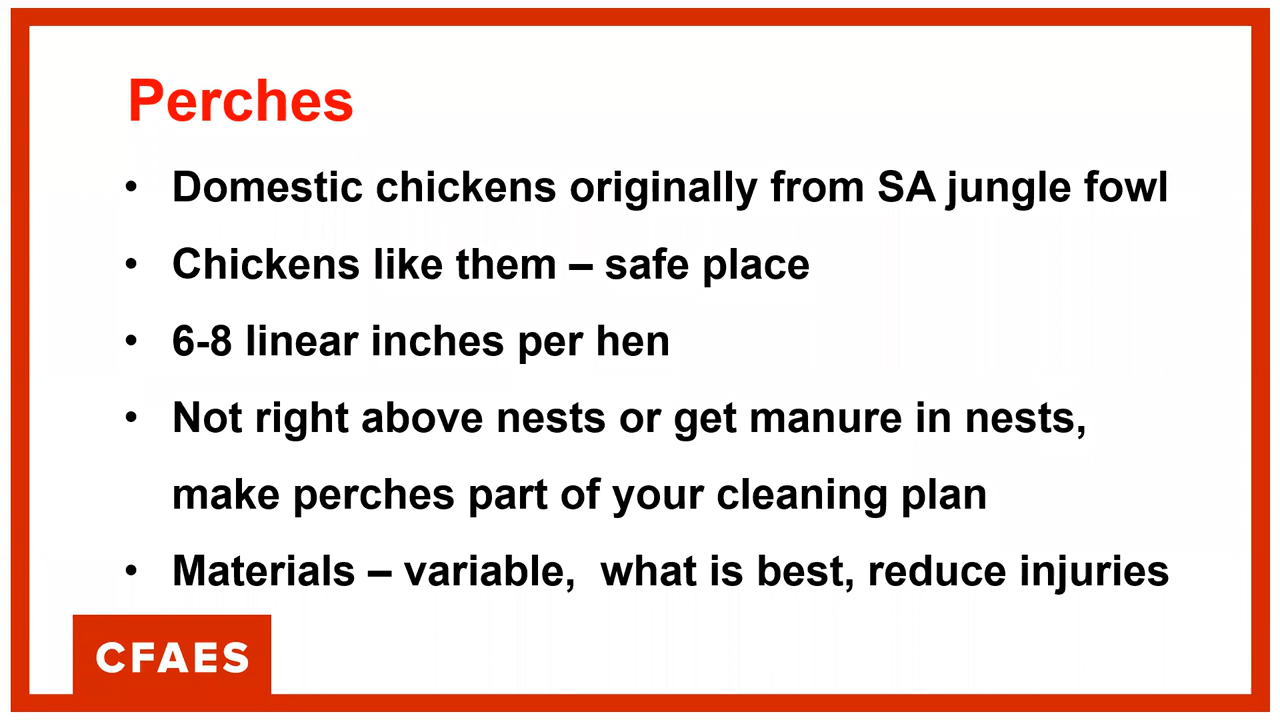 Perches
• Domestic chickens originally from SA jungle fowl
• Chickens like them – safe place
• 6-8 linear inches per hen
• Not right above nests or get manure in nests,
make perches part of your cleaning plan
• Materials – variable,  what is best, reduce injuries
CFAES